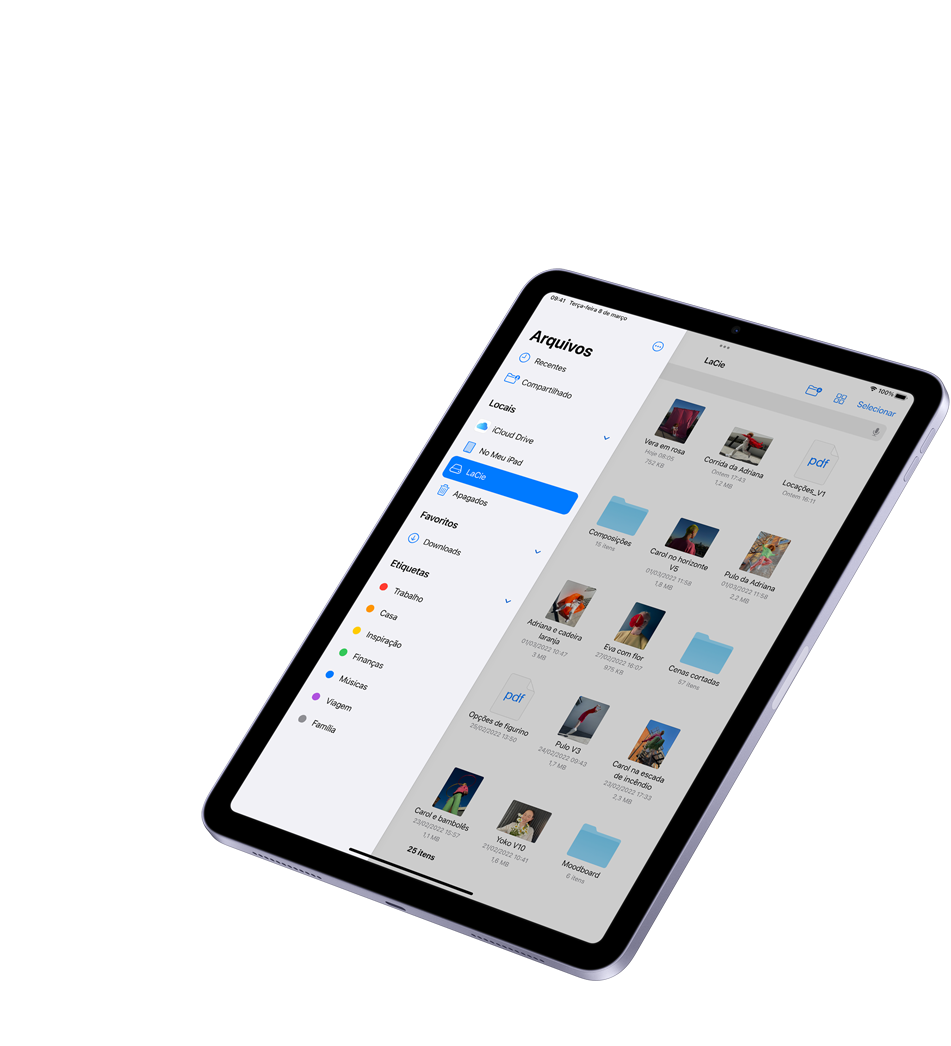 09:41 Terça-feira 8 de março
100%
Arquivos
Recentes
Compartilhado
Locais
iCloud Drive
No Meu iPad
LaCie
Apagados
Favoritos
Downloads
Etiquetas
Trabalho
Casa
Inspiração
Finanças
Músicas
Viagem
Família
LaCie
Selecionar
Vera em rosa
Hoje 08:05
752 KB
Corrida da Adriana
Ontem 17:43
1,2 MB
pdf
Locações_V1
Ontem 16:11
Composições
15 itens
Carol no horizonte
V5
01/03/2022 11:58
1,8 MB
Pulo da Adriana
01/03/2022 11:58
2,2 MB
Adriana e cadeira
laranja
01/03/2022 10:47
3 MB
Eva com flor
27/02/2022 16:07
875 KB
Cenas cortadas
57 itens
pdf
Opções de figurino
26/02/2022 13:50
Pulo V3
24/02/2022 09:43
1,7 MB
Carol na escada
de incêndio
23/02/2022 17:33
2,3 MB
Carol e bambolês
23/02/2022 15:57
1,1 MB
Yoko V10
21/02/2022 10:41
1,6 MB
Moodboard
6 itens
25 itens